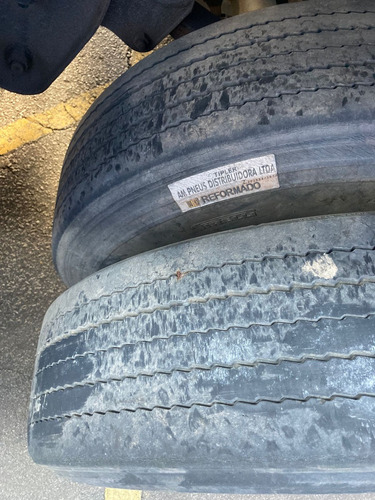 TIPLER
AM PNEUS DISTRIBUIDORA LTDA
REFORMADO